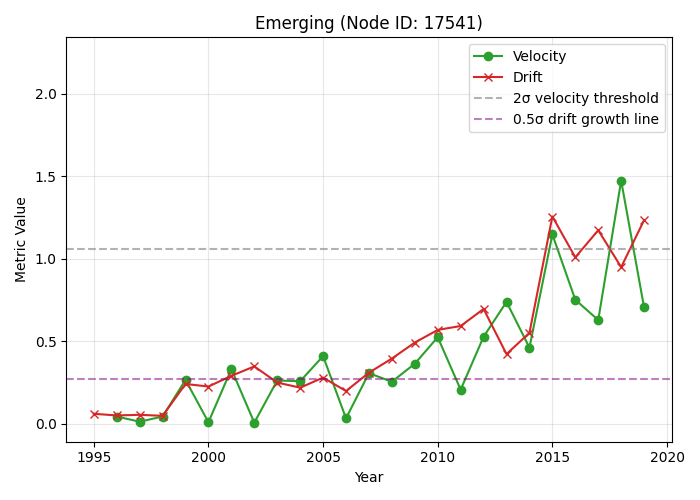 Emerging (Node ID: 17541)
Velocity
Drift
2σ velocity threshold
0.5σ drift growth line
Metric Value
2.0
1.5
1.0
0.5
0.0
1995
2000
2005
2010
2015
2020
Year